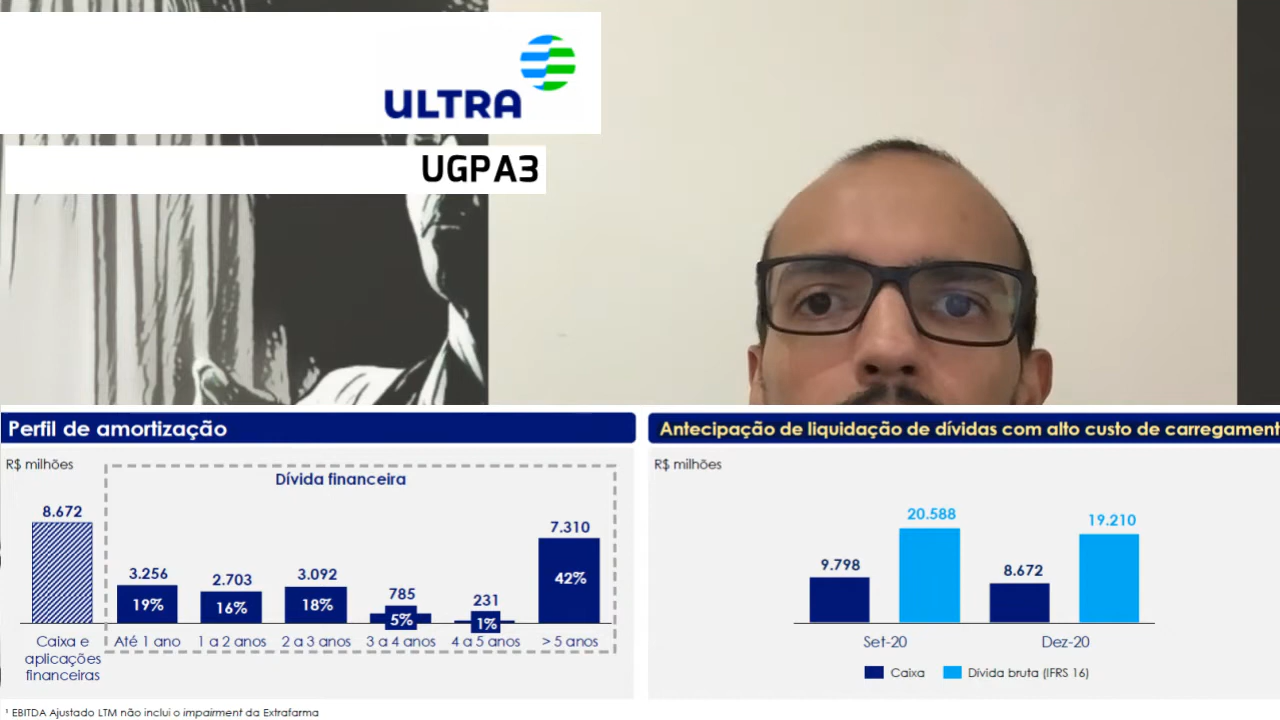 ULTRA
UGPA3
Perfil de amortização
R$ milhões
Dívida financeira
8.672
3.256
2.703
3.092
785
231
7.310
19%
16%
18%
5%
1%
42%
Caixa e
aplicações
financeiras
Até 1 ano
1 a 2 anos
2 a 3 anos
3 a 4 anos
4 a 5 anos
> 5 anos
¹ EBITDA Ajustado LTM não inclui o impairment da Extrafarma
Antecipação de liquidação de dívidas com alto custo de carregament
R$ milhões
9.798
20.588
8.672
19.210
Set-20
Dez-20
Caixa
Dívida bruta (IFRS 16)